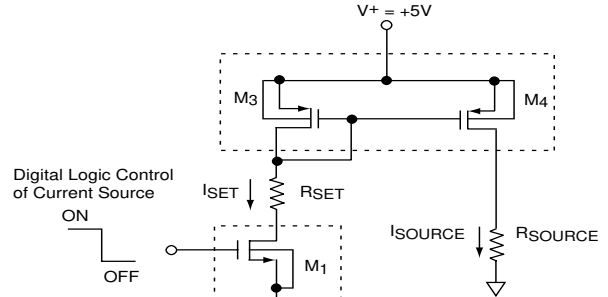 V+ = +5V
M3
M4
Digital Logic Control
of Current Source
ON
OFF
ISET
RSET
M1
ISOURCE
RSOURCE